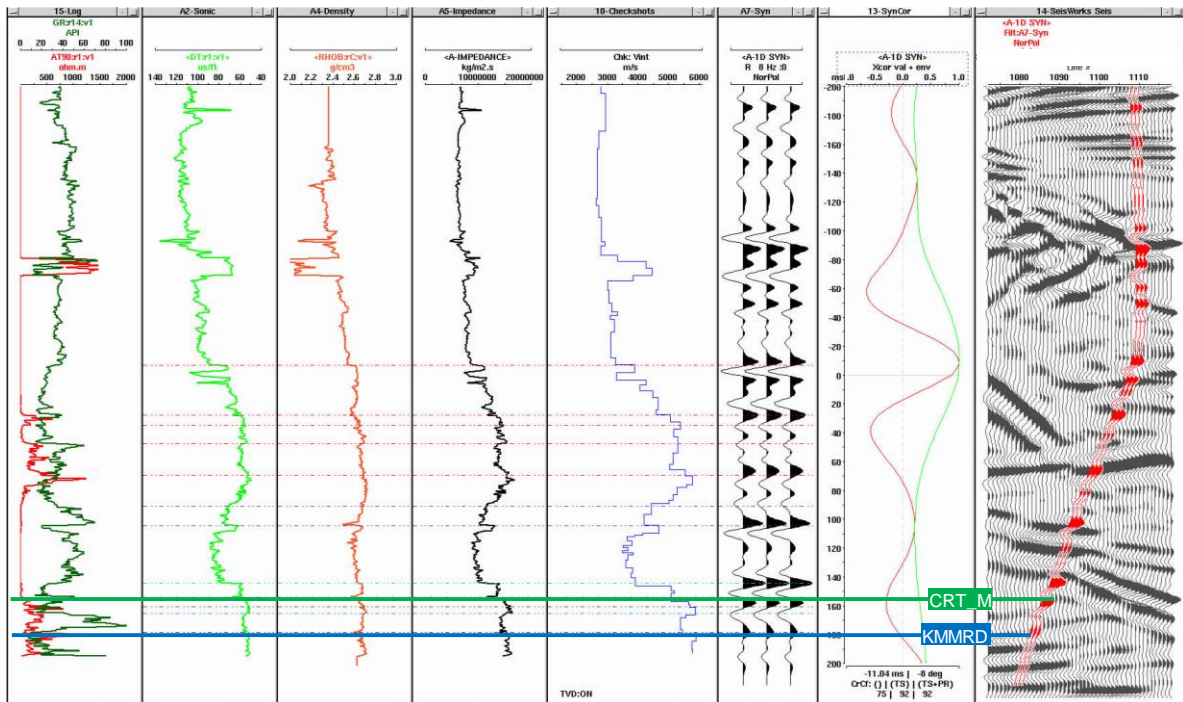 15-Log
GR:r14:v1
API
0 20 40 60 80 100
AT90:r1:v1
ohm.m
0 500 1000 1500 2000
A2-Sonic
<DT:r1:v1>
us/ft
140 120 100 80 60 40
A4-Density
<RHOB:rC:v1>
g/cm3
2.0 2.2 2.4 2.6 2.8 3.0
A5-Impedance
<A-IMPEDANCE>
kg/m2.s
0 10000000 20000000
10-Checkshots
Chk: Vint
m/s
2000 3000 4000 5000 6000
TVD:ON
A7-Syn
<A-1D SYN>
R 8 Hz :0
NorPol
13-SynCor
<A-1D SYN>
Xcor val + env
0.0 1.0
-200
-180
-160
-140
-120
-100
-80
-60
-40
-20
0
20
40
60
80
100
120
140
160
180
200
-11.84 ms | -8 deg
CrCf: () | (TS) | (TS+PR)
75 | 92 | 92
14-SeisWorks Seis
<A-1D SYN>
Filt:A7-Syn
NorPol
1080 1090 1100 1110
CRT_M
KMMRD